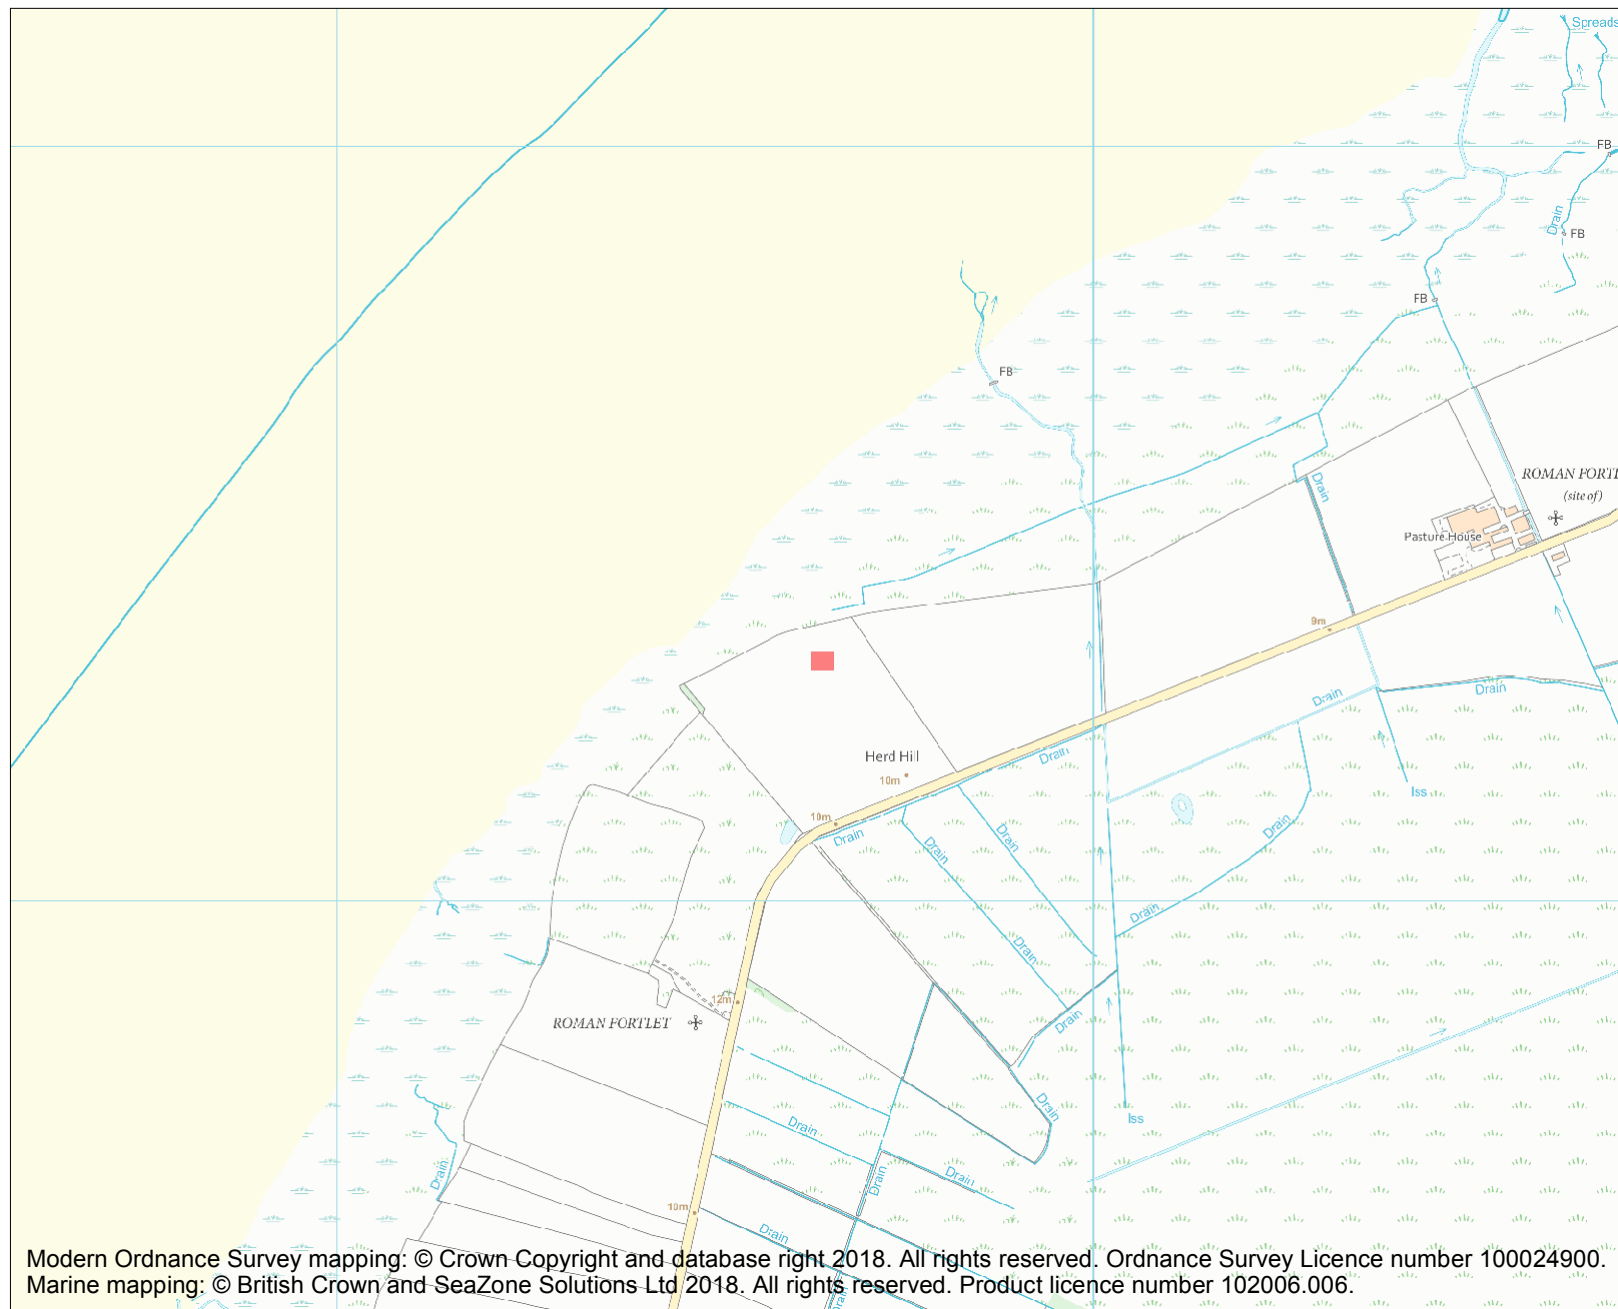 Spreads
FB
Drain
FB
FB
FB
Drain
ROMAN FORTL
(site of)
Pasture House
9m
Drain
Drain
Herd Hill
10m
Drain
Iss
10m
Drain
Drain
Drain
Drain
Drain
Drain
12m
ROMAN FORTLET
Drain
Drain
Iss
Drain
Drain
Drain
Drain
10m
Drain
Modern Ordnance Survey mapping: © Crown Copyright and database right 2018. All rights reserved. Ordnance Survey Licence number 100024900.
Marine mapping: © British Crown and SeaZone Solutions Ltd 2018. All rights reserved. Product licence number 102006.006.